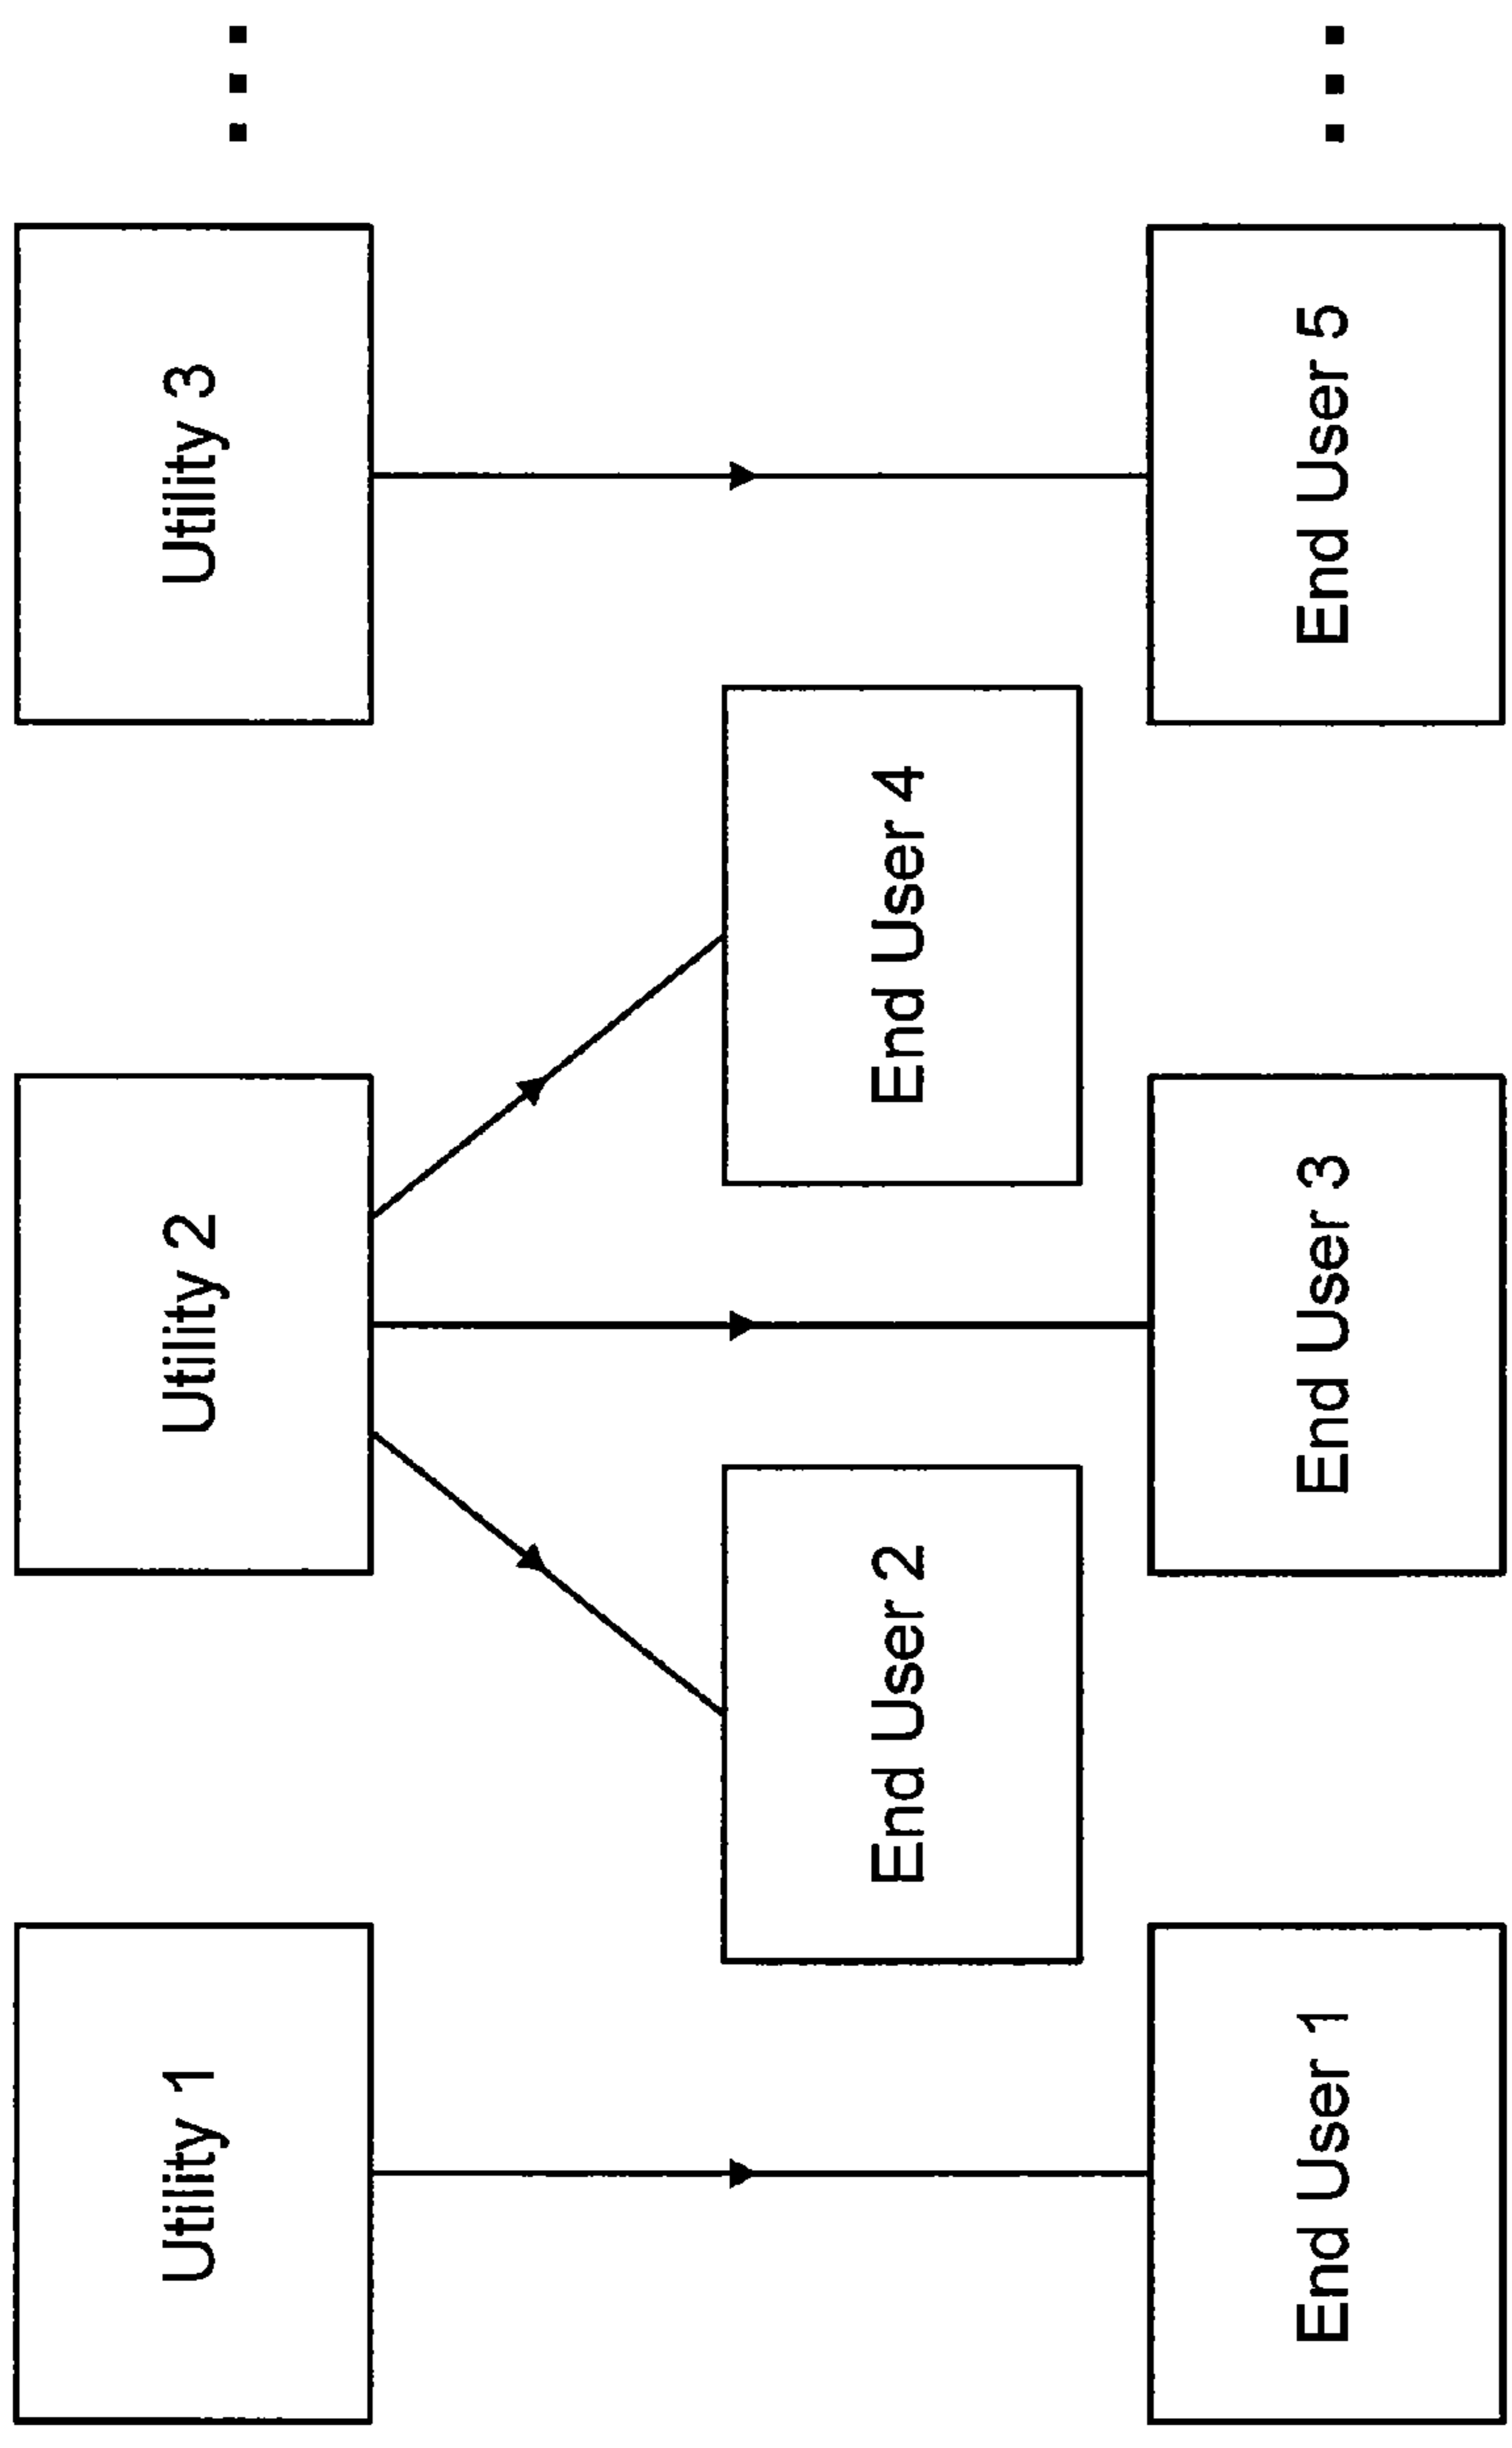 Utility 1
Utility 2
Utility 3
End User 2
End User 4
End User 1
End User 3
End User 5